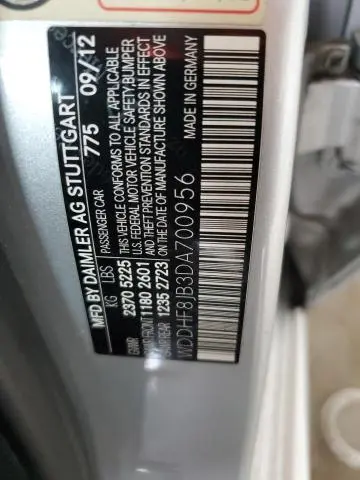 MFD BY DAIMLER AG STUTTGART
PASSENGER CAR 775 09/12
KG LBS
GVWR 2370 5225
GAWR FRONT 1180 2601
GAWR REAR 1235 2723
THIS VEHICLE CONFORMS TO ALL APPLICABLE
U.S. FEDERAL MOTOR VEHICLE SAFETY, BUMPER
AND THEFT PREVENTION STANDARDS IN EFFECT
ON THE DATE OF MANUFACTURE SHOWN ABOVE
MADE IN GERMANY
WDDHF8JB3DA700956